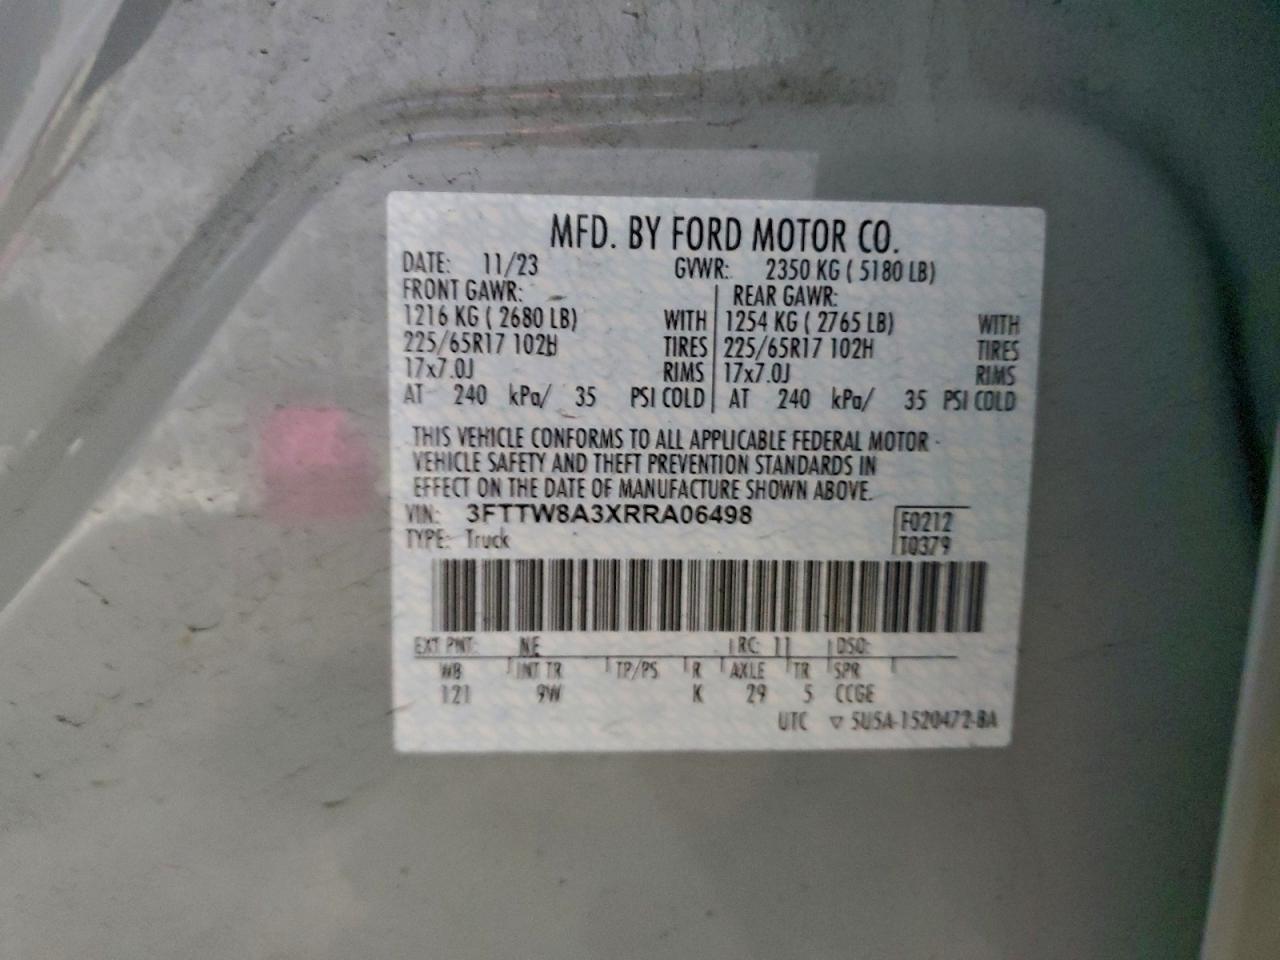 MFD. BY FORD MOTOR CO.
DATE: 11/23 GVWR: 2350 KG ( 5180 LB)
FRONT GAWR: REAR GAWR:
1216 KG ( 2680 LB) WITH 1254 KG ( 2765 LB) WITH
225/65R17 102H TIRES 225/65R17 102H TIRES
17x7.0J RIMS 17x7.0J RIMS
AT 240 kPa/ 35 PSI COLD AT 240 kPa/ 35 PSI COLD
THIS VEHICLE CONFORMS TO ALL APPLICABLE FEDERAL MOTOR
VEHICLE SAFETY AND THEFT PREVENTION STANDARDS IN
EFFECT ON THE DATE OF MANUFACTURE SHOWN ABOVE.
VIN: 3FTTW8A3XRRA06498 F0212
TYPE: Truck T0379
EXT PNT: NE RC: 11 DSO:
WB INT TR TP/PS R AXLE TR SPR
121 9W K 29 5 CCGE
UTC ▽ 5U5A-1520472-BA